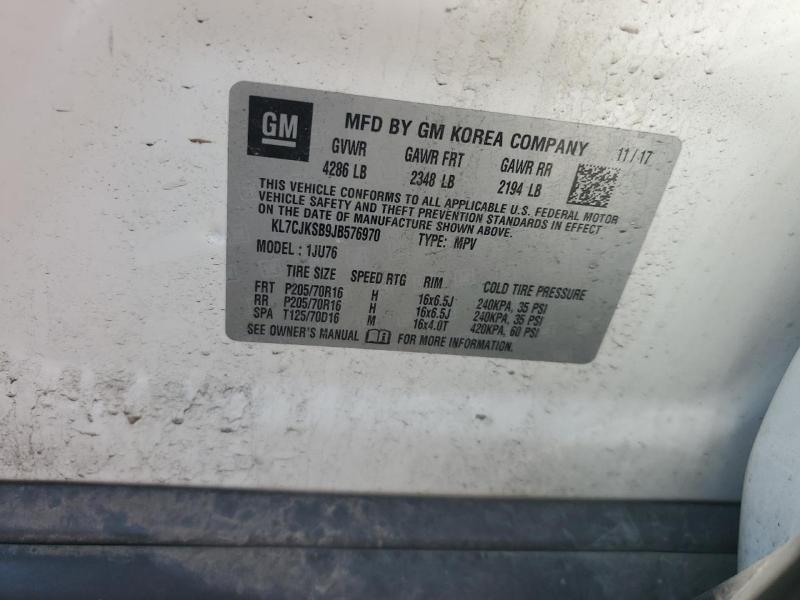 GM
MFD BY GM KOREA COMPANY 11/17
GVWR GAWR FRT GAWR RR
4286 LB 2348 LB 2194 LB
THIS VEHICLE CONFORMS TO ALL APPLICABLE U.S. FEDERAL MOTOR
VEHICLE SAFETY AND THEFT PREVENTION STANDARDS IN EFFECT
ON THE DATE OF MANUFACTURE SHOWN ABOVE.
KL7CJKSB9JB576970 TYPE: MPV
MODEL : 1JU76
TIRE SIZE SPEED RTG RIM COLD TIRE PRESSURE
FRT P205/70R16 H 16x6.5J 240KPA, 35 PSI
RR P205/70R16 H 16x6.5J 240KPA, 35 PSI
SPA T125/70D16 M 16x4.0T 420KPA, 60 PSI
SEE OWNER'S MANUAL FOR MORE INFORMATION.